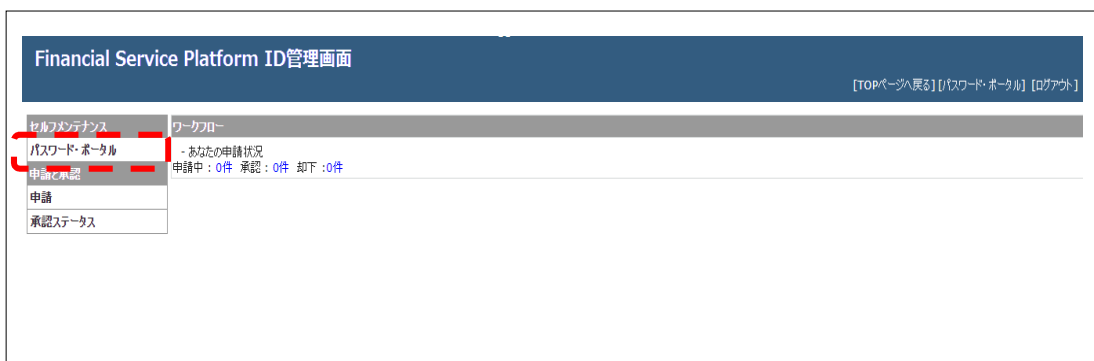 Financial Service Platform ID管理画面
[TOPページへ戻る] [パスワード・ポータル] [ログアウト]
セルフメンテナンス
パスワード・ポータル
申請と承認
申請
承認ステータス
ワークフロー
- あなたの申請状況
申請中：0件 承認：0件 却下：0件